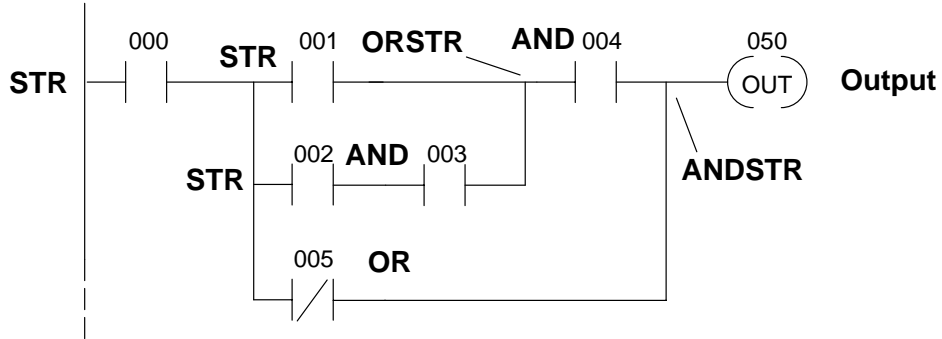 000 001 ORSTR AND 004 050
STR STR OUT Output
002 AND 003
STR ANDSTR
005 OR